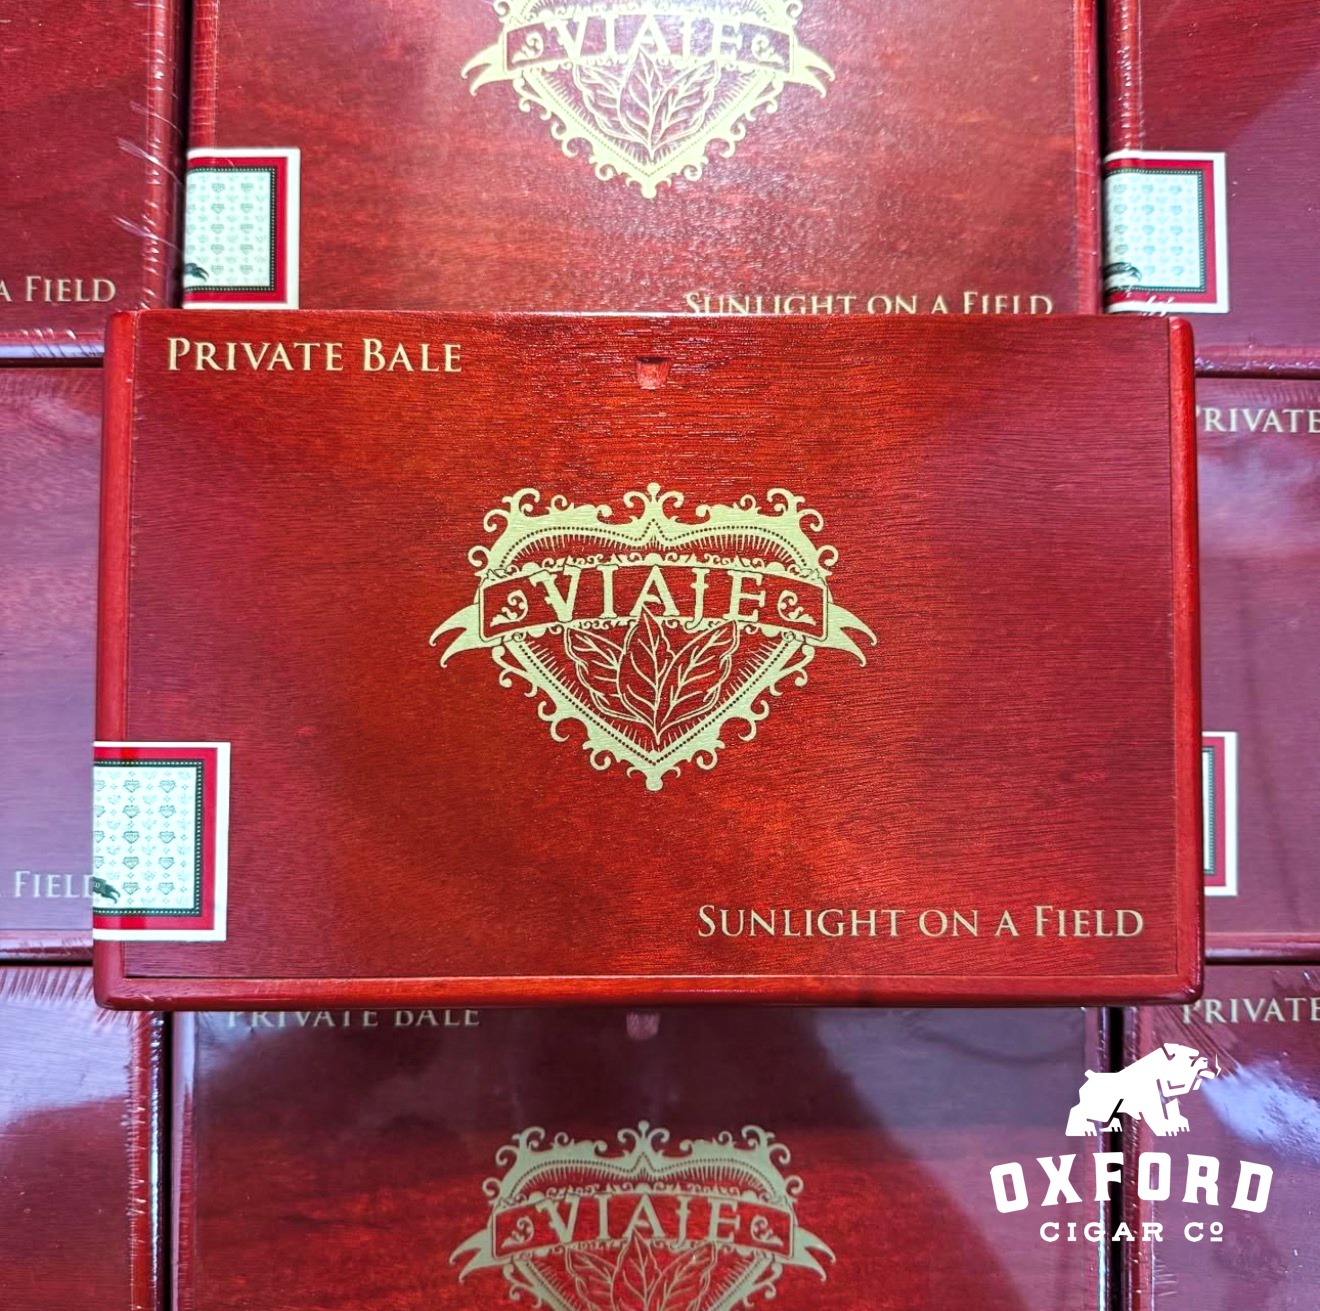 VIAJE
A FIELD
SUNLIGHT ON A FIELD
PRIVATE BALE
PRIVATE
VIAJE
FIELD
SUNLIGHT ON A FIELD
PRIVATE BALE
PRIVATE
VIAJE
OXFORD
CIGAR CO